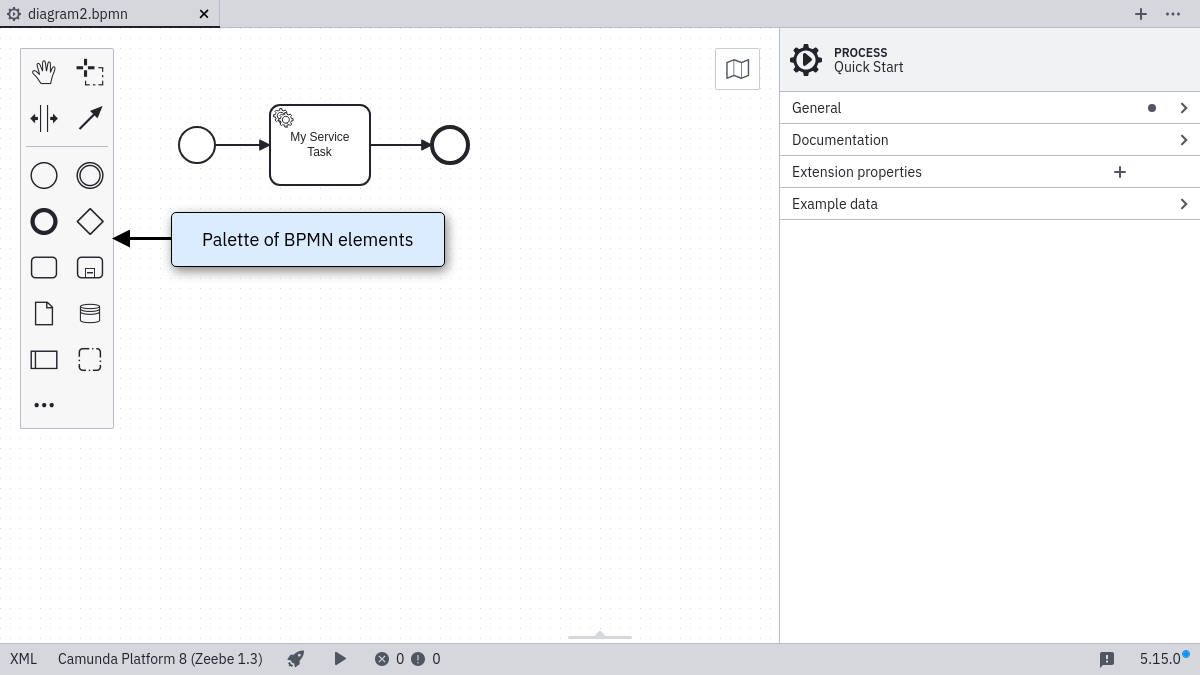 diagram2.bpmn
PROCESS
Quick Start
General
Documentation
Extension properties
Example data
My Service
Task
Palette of BPMN elements
XML
Camunda Platform 8 (Zeebe 1.3)
0
0
5.15.0